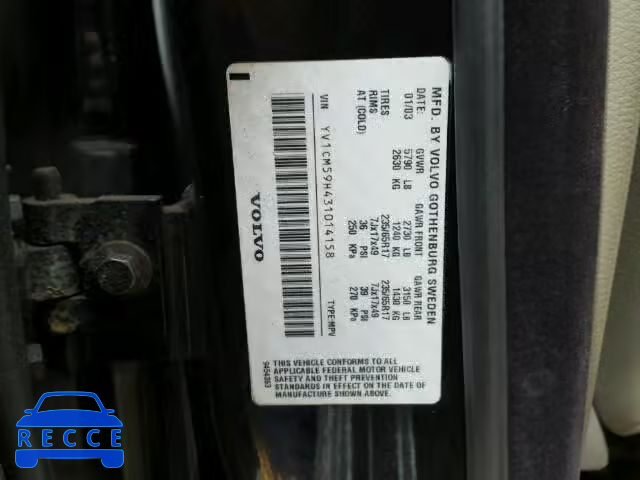 MFD. BY VOLVO GOTHENBURG SWEDEN
DATE: GVWR GAWR FRONT GAWR REAR
01/03 5790 LB 2730 LB 3150 LB
2630 KG 1240 KG 1430 KG
TIRES 235/65R17 235/65R17
RIMS 7Jx17x49 7Jx17x49
AT (COLD) 36 PSI 39 PSI
250 KPa 270 KPa
VIN YV1CM59H431014158 TYPE:MPV
VOLVO
THIS VEHICLE CONFORMS TO ALL
APPLICABLE FEDERAL MOTOR VEHICLE
SAFETY AND THEFT PREVENTION
STANDARDS IN EFFECT ON THE DATE OF
MANUFACTURE SHOWN ABOVE.
9454363
RECCE